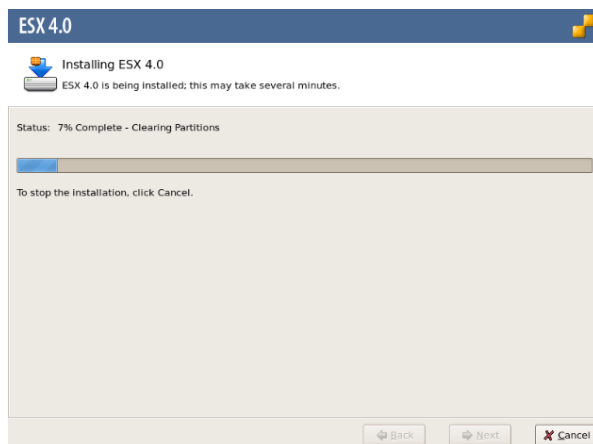 ESX 4.0
Installing ESX 4.0
ESX 4.0 is being installed; this may take several minutes.
Status: 7% Complete - Clearing Partitions
To stop the installation, click Cancel.
Back Next Cancel